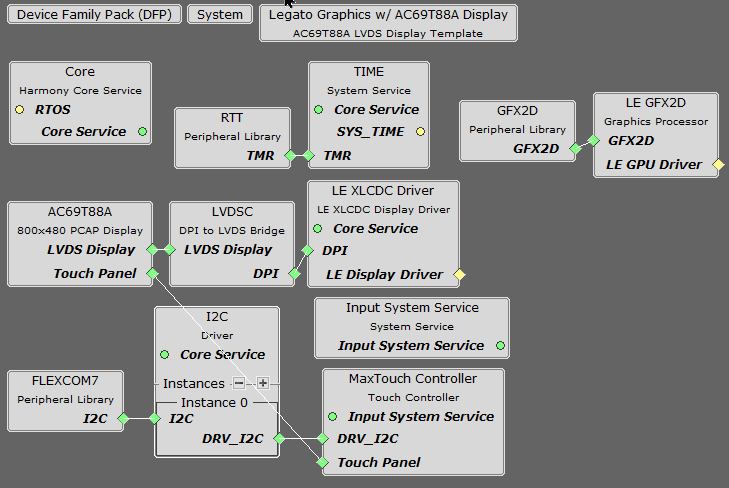 Device Family Pack (DFP)
System
Legato Graphics w/ AC69T88A Display
AC69T88A LVDS Display Template
Core
Harmony Core Service
RTOS
Core Service
RTT
Peripheral Library
TMR
TIME
System Service
Core Service
SYS_TIME
TMR
GFX2D
Peripheral Library
GFX2D
LE GFX2D
Graphics Processor
GFX2D
LE GPU Driver
AC69T88A
800x480 PCAP Display
LVDS Display
Touch Panel
LVDSC
DPI to LVDS Bridge
LVDS Display
DPI
LE XLCDC Driver
LE XLCDC Display Driver
Core Service
DPI
LE Display Driver
I2C
Driver
Core Service
Instances
Instance 0
I2C
DRV_I2C
Input System Service
System Service
Input System Service
FLEXCOM7
Peripheral Library
I2C
MaxTouch Controller
Touch Controller
Input System Service
DRV_I2C
Touch Panel